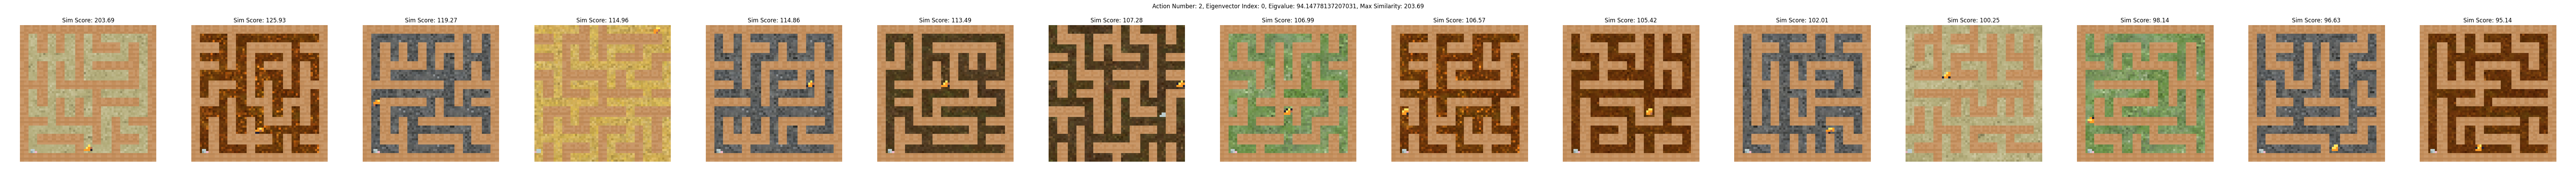 Action Number: 2, Eigenvector Index: 0, Eigvalue: 94.14778137207031, Max Similarity: 203.69
Sim Score: 203.69
Sim Score: 125.93
Sim Score: 119.27
Sim Score: 114.96
Sim Score: 114.86
Sim Score: 113.49
Sim Score: 107.28
Sim Score: 106.99
Sim Score: 106.57
Sim Score: 105.42
Sim Score: 102.01
Sim Score: 100.25
Sim Score: 98.14
Sim Score: 96.63
Sim Score: 95.14